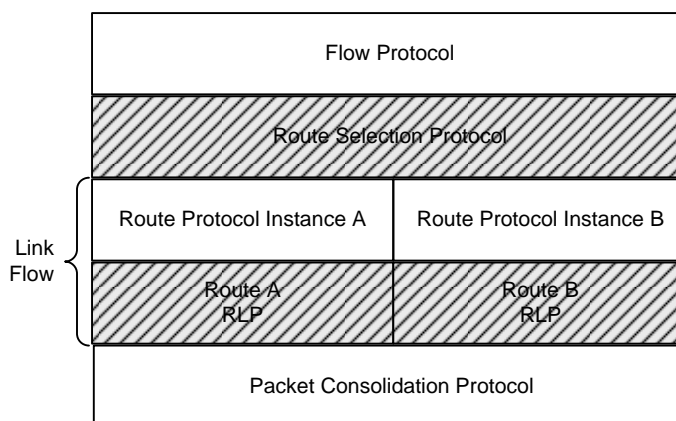 Flow Protocol
Route Selection Protocol
Route Protocol Instance A
Route Protocol Instance B
Link
Flow
Route A
RLP
Route B
RLP
Packet Consolidation Protocol